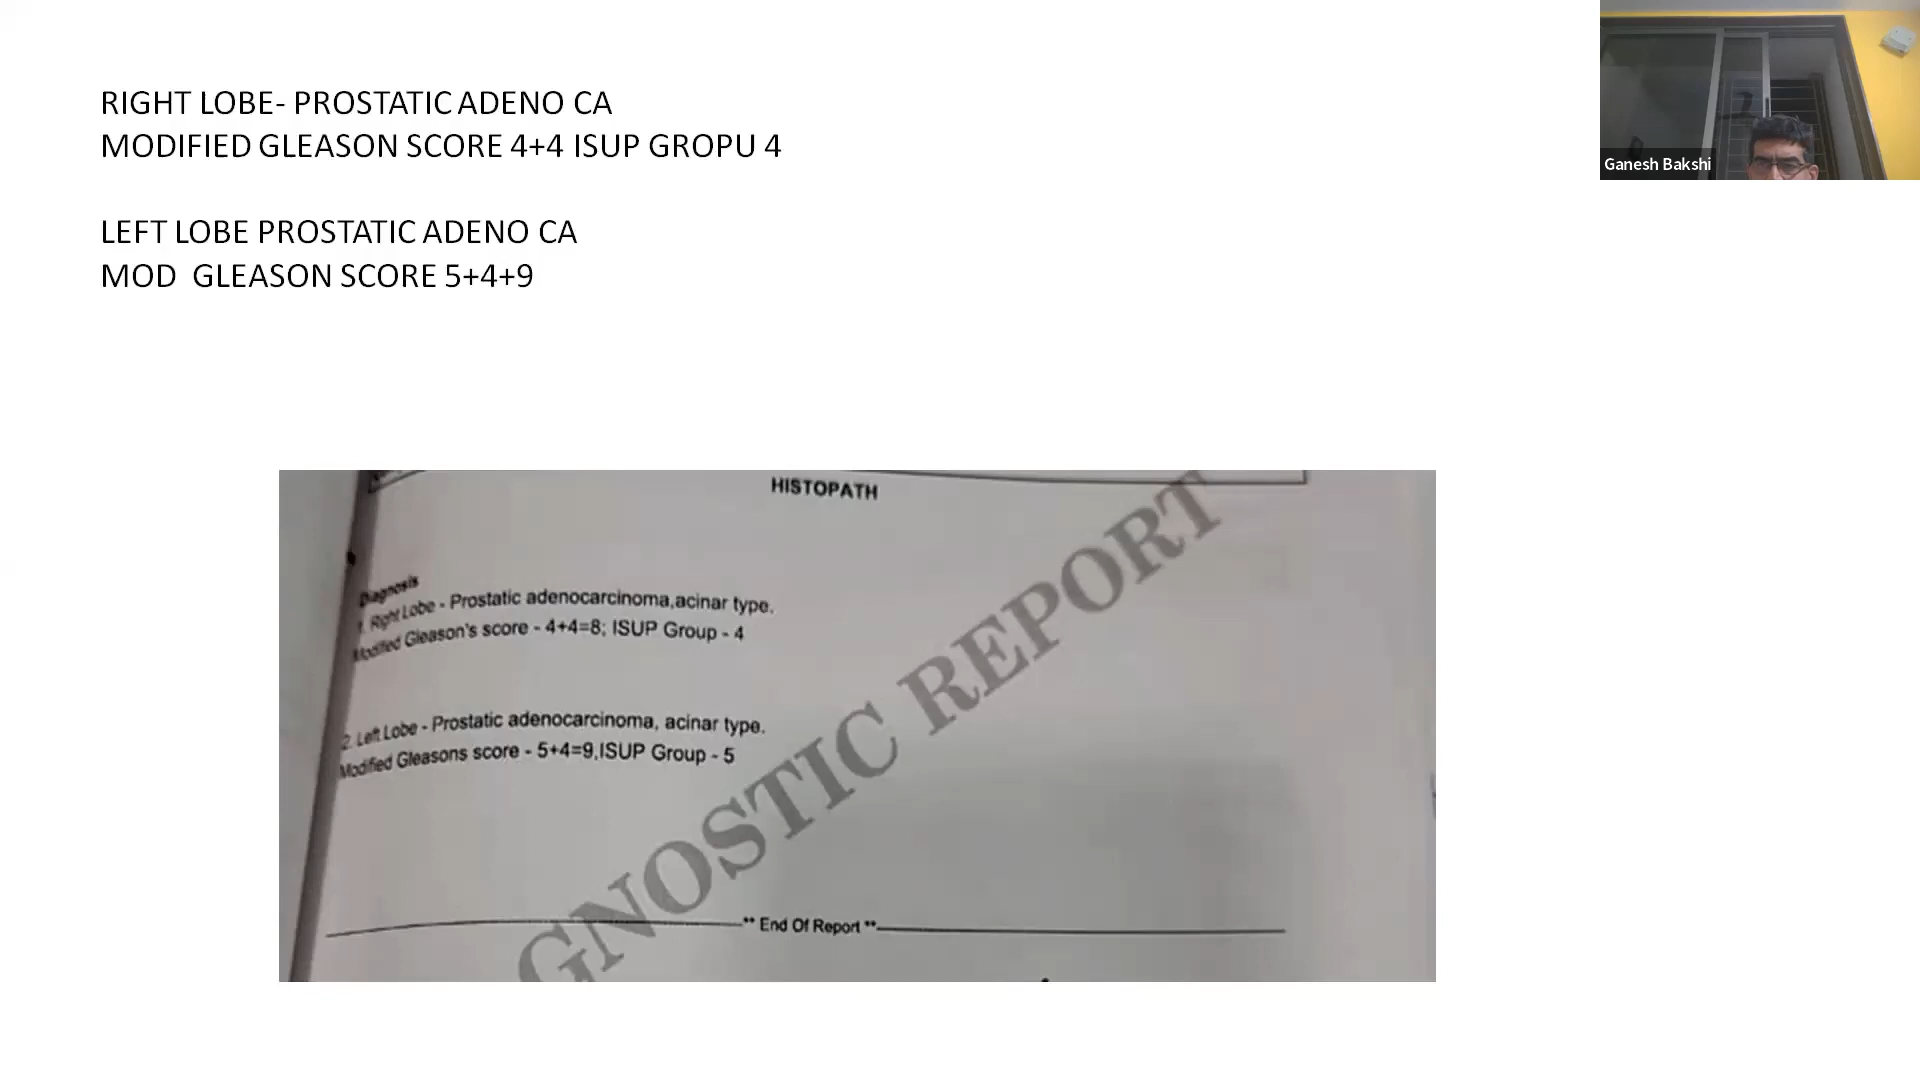 RIGHT LOBE- PROSTATIC ADENO CA
MODIFIED GLEASON SCORE 4+4 ISUP GROPU 4
LEFT LOBE PROSTATIC ADENO CA
MOD GLEASON SCORE 5+4+9
Ganesh Bakshi
HISTOPATH
Diagnosis
1. Right Lobe - Prostatic adenocarcinoma,acinar type.
Modified Gleason's score - 4+4=8; ISUP Group - 4
2. Left Lobe - Prostatic adenocarcinoma, acinar type.
Modified Gleasons score - 5+4=9,ISUP Group - 5
GNOSTIC REPORT
** End Of Report **